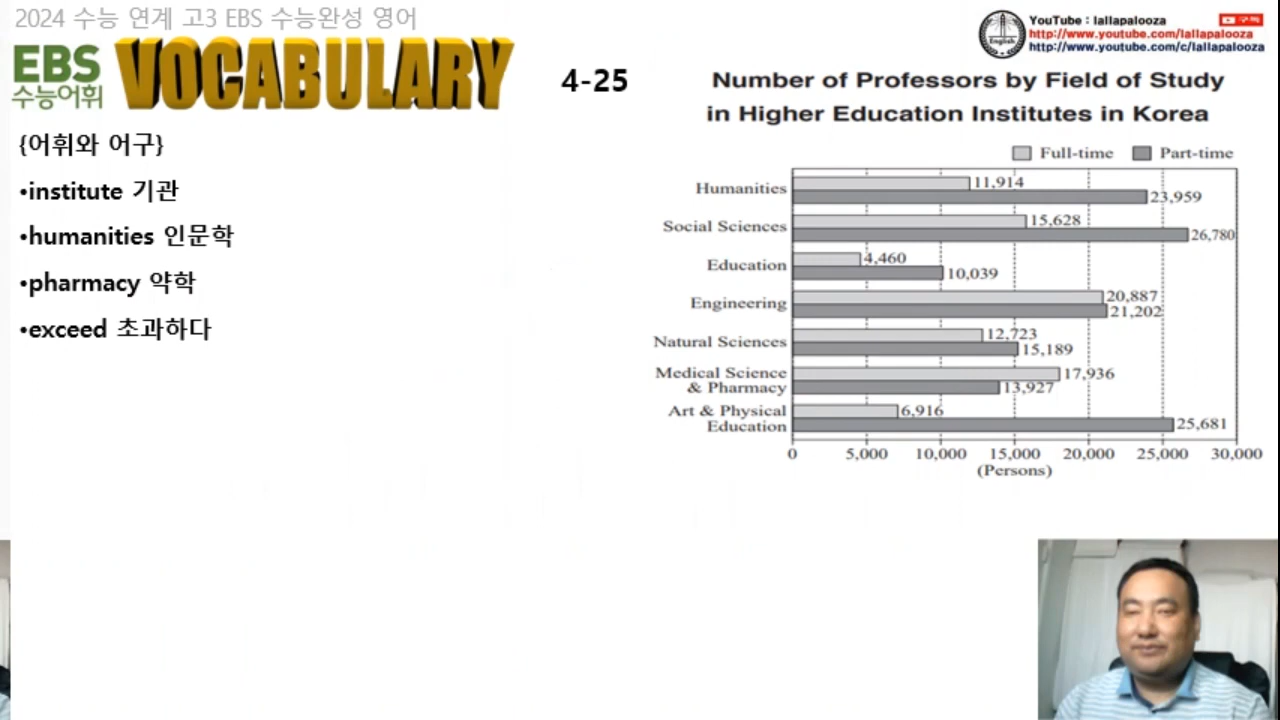 2024 수능 연계 고3 EBS 수능완성 영어
EBS
수능어휘
VOCABULARY
4-25
{어휘와 어구}
•institute 기관
•humanities 인문학
•pharmacy 약학
•exceed 초과하다
English
YouTube : lallapalooza
구독
http://www.youtube.com/lallapalooza
http://www.youtube.com/c/lallapalooza
Number of Professors by Field of Study
in Higher Education Institutes in Korea
Full-time Part-time
Humanities 11,914 23,959
Social Sciences 15,628 26,780
Education 4,460 10,039
Engineering 20,887 21,202
Natural Sciences 12,723 15,189
Medical Science 17,936
& Pharmacy 13,927
Art & Physical 6,916
Education 25,681
0 5,000 10,000 15,000 20,000 25,000 30,000
(Persons)